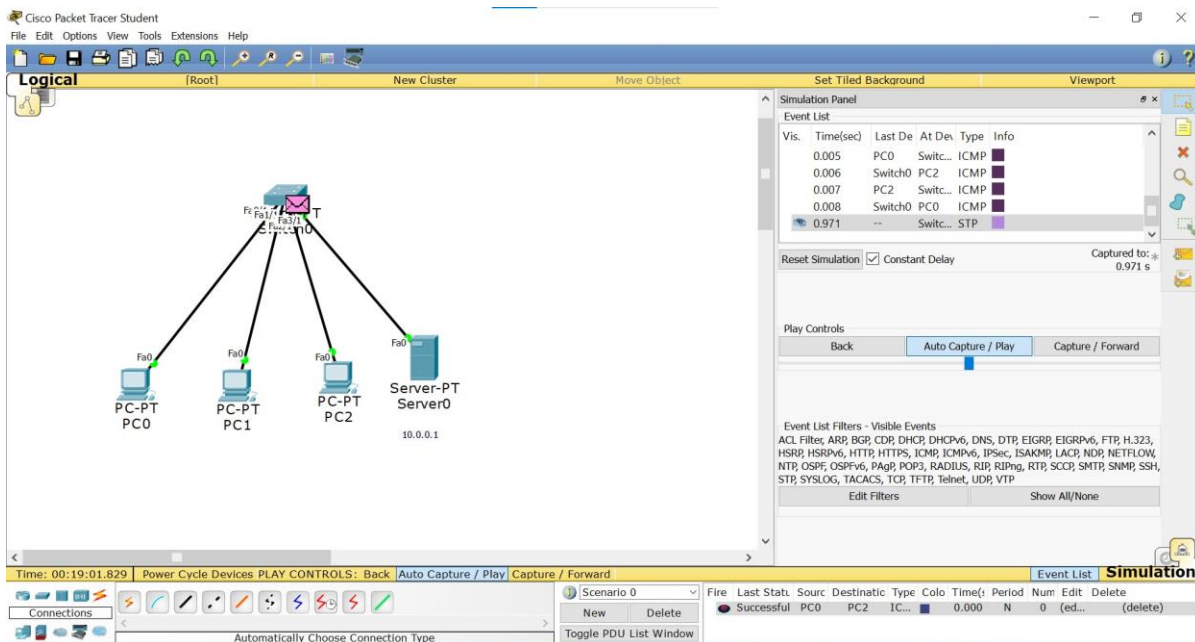 Cisco Packet Tracer Student
File Edit Options View Tools Extensions Help
Logical [Root] New Cluster Move Object Set Tiled Background Viewport
Simulation Panel
Event List
Vis. Time(sec) Last De At Dev Type Info
0.005 PC0 Switc... ICMP
0.006 Switch0 PC2 ICMP
0.007 PC2 Switc... ICMP
0.008 Switch0 PC0 ICMP
0.971 -- Switc... STP
Reset Simulation Constant Delay Captured to: *
0.971 s
Fa1/
Fa3/1
Switch0
Fa0 Fa0 Fa0 Fa0
PC-PT
PC0
PC-PT
PC1
PC-PT
PC2
Server-PT
Server0
10.0.0.1
Play Controls
Back Auto Capture / Play Capture / Forward
Event List Filters - Visible Events
ACL Filter, ARP, BGP, CDP, DHCP, DHCPv6, DNS, DTP, EIGRP, EIGRPv6, FTP, H.323,
HSRP, HSRPv6, HTTP, HTTPS, ICMP, ICMPv6, IPSec, ISAKMP, LACP, NDP, NETFLOW,
NTP, OSPF, OSPFv6, PAgP, POP3, RADIUS, RIP, RIPng, RTP, SCCP, SMTP, SNMP, SSH,
STP, SYSLOG, TACACS, TCP, TFTP, Telnet, UDP, VTP
Edit Filters Show All/None
Time: 00:19:01.829 Power Cycle Devices PLAY CONTROLS: Back Auto Capture / Play Capture / Forward Event List Simulation
Connections
Automatically Choose Connection Type
Scenario 0
New Delete
Toggle PDU List Window
Fire Last Statu Sourc Destinatic Type Colo Time(s Period Num Edit Delete
Successful PC0 PC2 IC... 0.000 N 0 (ed... (delete)